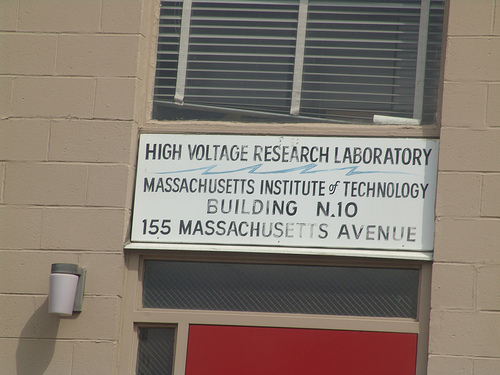 HIGH VOLTAGE RESEARCH LABORATORY
MASSACHUSETTS INSTITUTE of TECHNOLOGY
BUILDING N.10
155 MASSACHUSETTS AVENUE